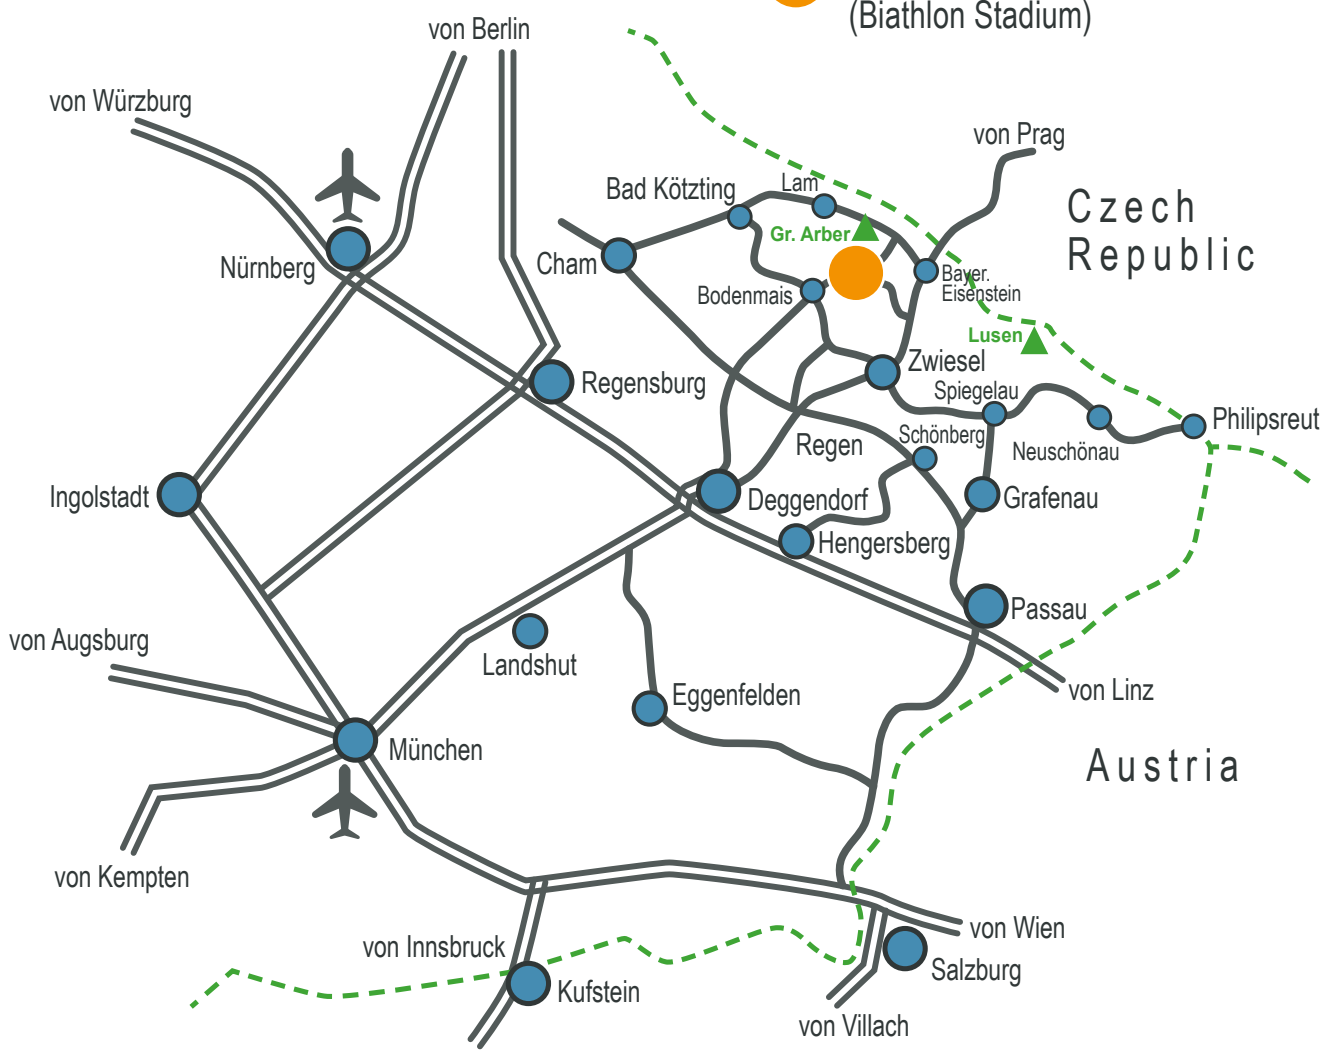 (Biathlon Stadium)
von Berlin
von Würzburg
von Prag
Lam
Bad Kötzting
Czech
Republic
Gr. Arber
Nürnberg
Cham
Bayer.
Eisenstein
Bodenmais
Lusen
Zwiesel
Regensburg
Spiegelau
Philipsreut
Schönberg
Regen
Neuschönau
Ingolstadt
Deggendorf
Grafenau
Hengersberg
Passau
von Augsburg
Landshut
von Linz
Eggenfelden
München
Austria
von Kempten
von Wien
von Innsbruck
Salzburg
Kufstein
von Villach